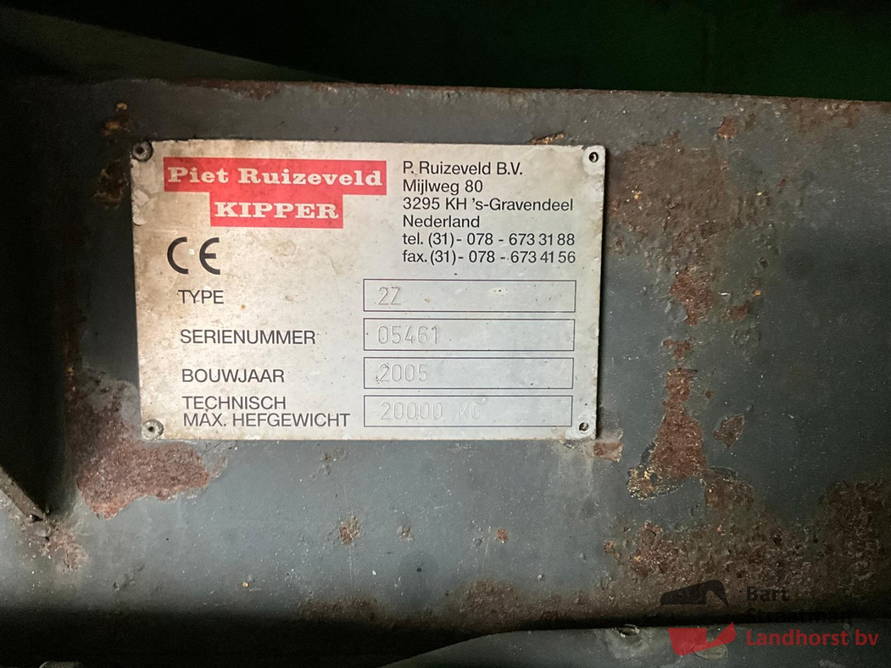 Piet Ruizeveld
KIPPER
P. Ruizeveld B.V.
Mijlweg 80
3295 KH 's-Gravendeel
Nederland
tel. (31)- 078 - 673 31 88
fax. (31)- 078 - 673 41 56
CE
TYPE 2Z
SERIENUMMER 05461
BOUWJAAR 2005
TECHNISCH
MAX. HEFGEWICHT 20000 KG
Bart
Landhorst bv